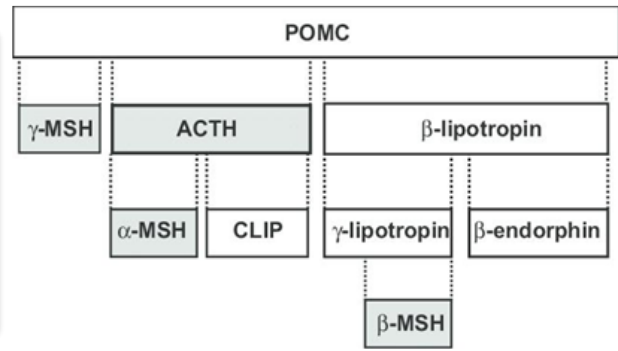 POMC
γ-MSH ACTH β-lipotropin
α-MSH CLIP γ-lipotropin β-endorphin
β-MSH